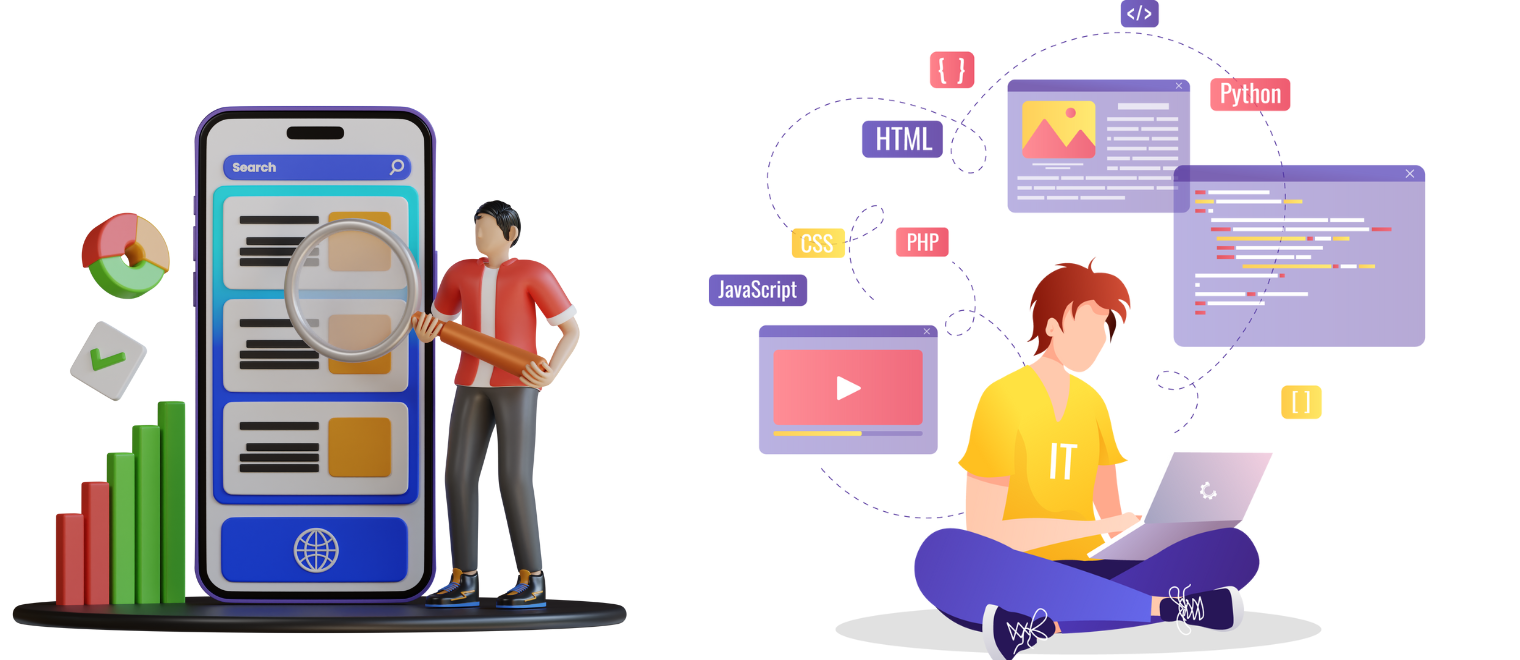 Search
</>
{ }
Python
HTML
CSS
PHP
JavaScript
[ ]
IT